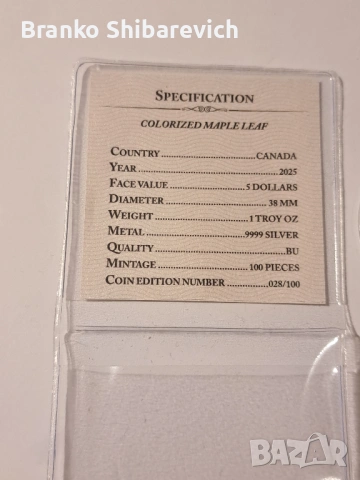 Branko Shibarevich
SPECIFICATION
COLORIZED MAPLE LEAF
COUNTRY..............................CANADA
YEAR..........................................2025
FACE VALUE........................5 DOLLARS
DIAMETER.............................38 MM
WEIGHT...........................1 TROY OZ
METAL...........................9999 SILVER
QUALITY.....................................BU
MINTAGE........................100 PIECES
COIN EDITION NUMBER...........028/100
BAZAR